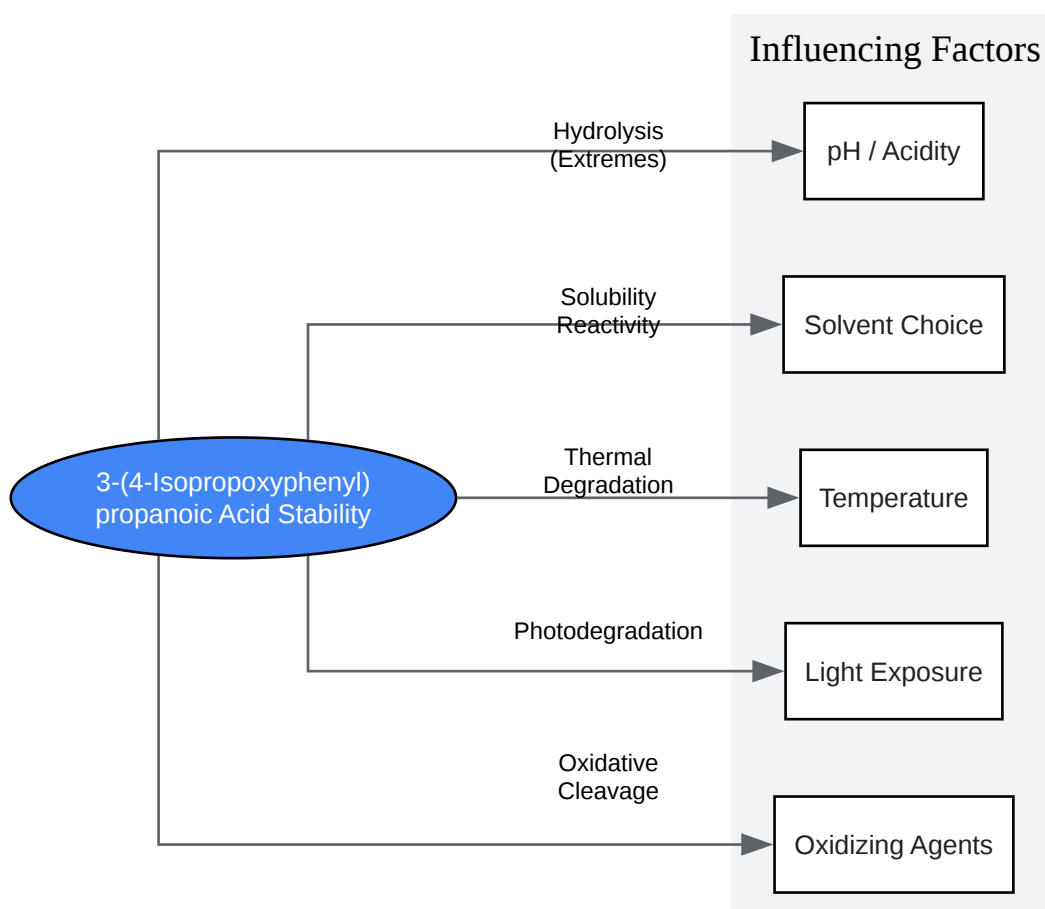 Influencing Factors
Hydrolysis
(Extremes)
pH / Acidity
Solubility
Reactivity
Solvent Choice
3-(4-Isopropoxyphenyl)
propanoic Acid Stability
Thermal
Degradation
Temperature
Photodegradation
Light Exposure
Oxidative
Cleavage
Oxidizing Agents